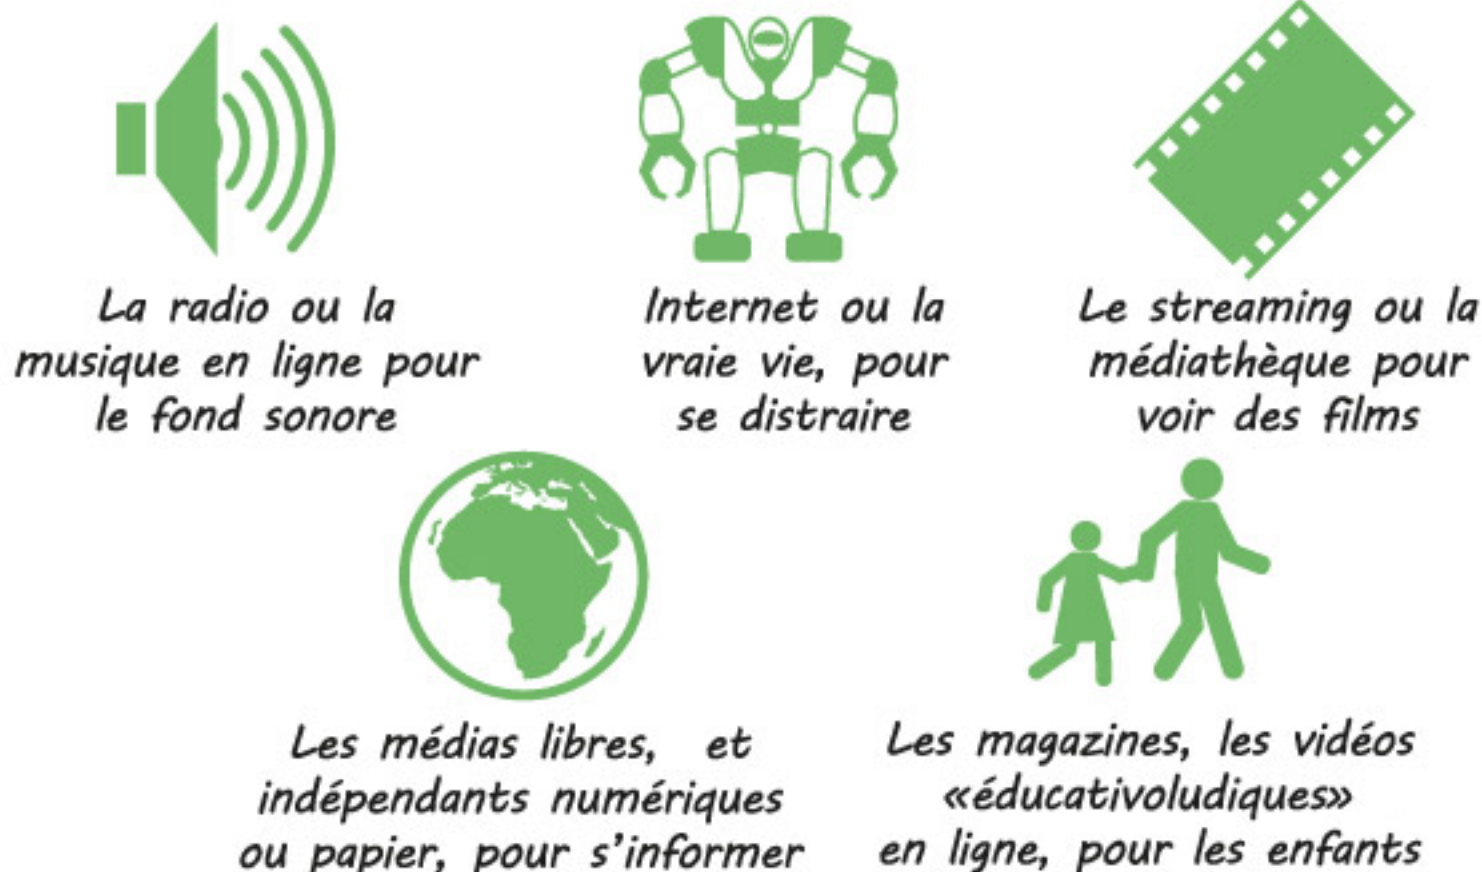 La radio ou la
musique en ligne pour
le fond sonore
Internet ou la
vraie vie, pour
se distraire
Le streaming ou la
médiathèque pour
voir des films
Les médias libres, et
indépendants numériques
ou papier, pour s'informer
Les magazines, les vidéos
«éducativoludiques»
en ligne, pour les enfants